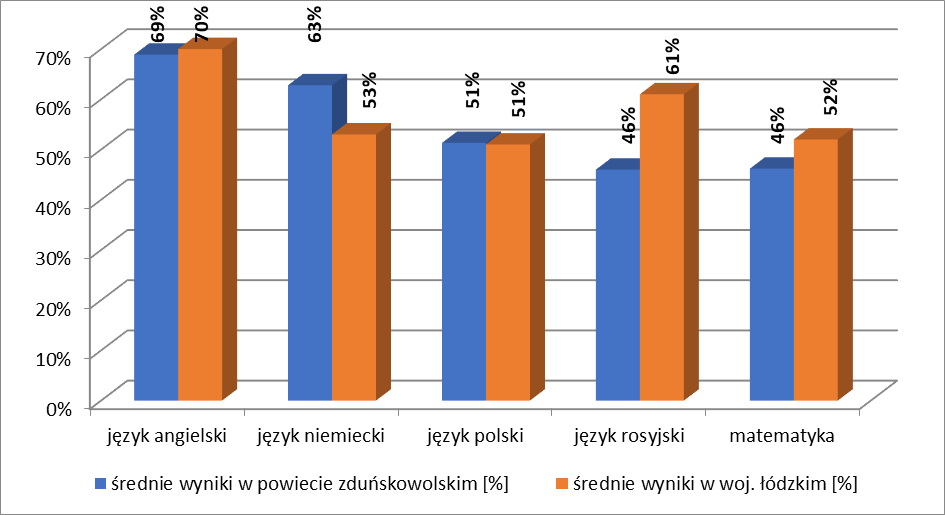 69%
70%
63%
53%
51%
51%
46%
61%
46%
52%
70%
60%
50%
40%
30%
20%
10%
0%
język angielski
język niemiecki
język polski
język rosyjski
matematyka
średnie wyniki w powiecie zduńskowolskim [%]
średnie wyniki w woj. łódzkim [%]